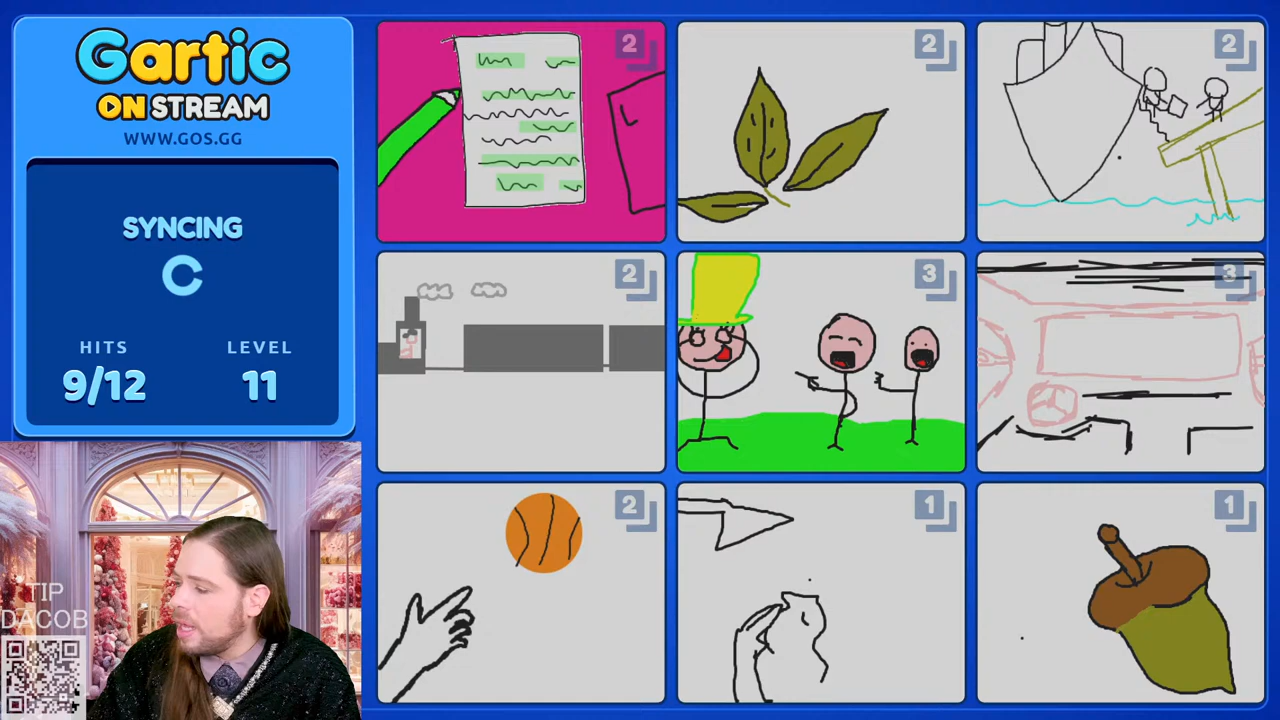 Gartic
ON STREAM
WWW.GOS.GG
SYNCING
HITS
LEVEL
9/12
11
2
2
2
2
3
3
2
1
1
TIP
DACOB